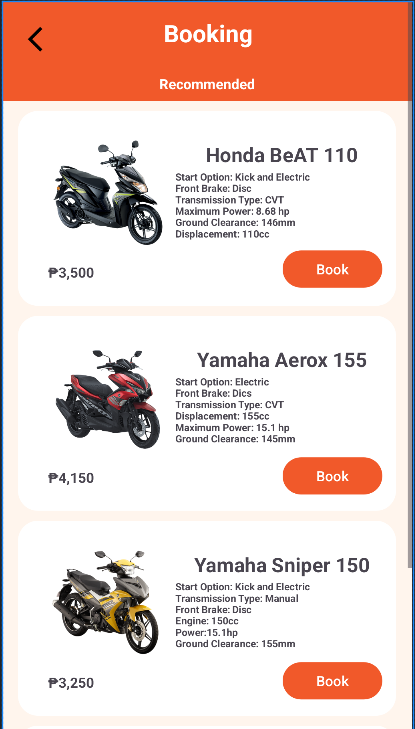 Booking
Recommended
Honda BeAT 110
Start Option: Kick and Electric
Front Brake: Disc
Transmission Type: CVT
Maximum Power: 8.68 hp
Ground Clearance: 146mm
Displacement: 110cc
₱3,500
Book
Yamaha Aerox 155
Start Option: Electric
Front Brake: Dics
Transmission Type: CVT
Displacement: 155cc
Maximum Power: 15.1 hp
Ground Clearance: 145mm
₱4,150
Book
Yamaha Sniper 150
Start Option: Kick and Electric
Transmission Type: Manual
Front Brake: Disc
Engine: 150cc
Power:15.1hp
Ground Clearance: 155mm
₱3,250
Book